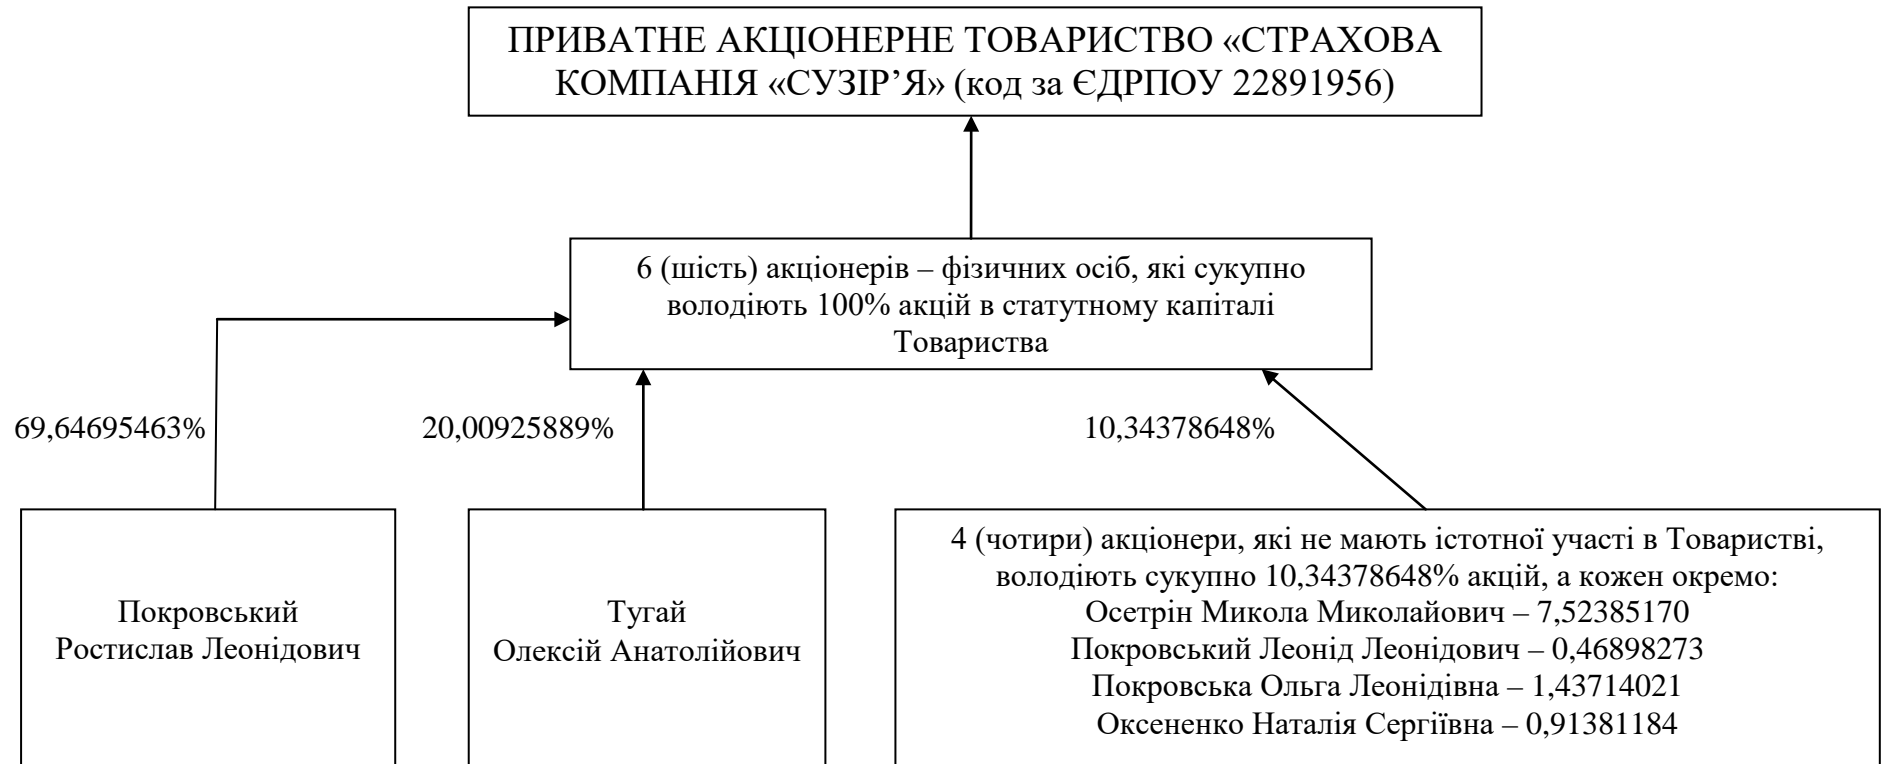 ПРИВАТНЕ АКЦІОНЕРНЕ ТОВАРИСТВО «СТРАХОВА
КОМПАНІЯ «СУЗІР’Я» (код за ЄДРПОУ 22891956)
6 (шість) акціонерів – фізичних осіб, які сукупно
володіють 100% акцій в статутному капіталі
Товариства
69,64695463%
20,00925889%
10,34378648%
Покровський
Ростислав Леонідович
Тугай
Олексій Анатолійович
4 (чотири) акціонери, які не мають істотної участі в Товаристві,
володіють сукупно 10,34378648% акцій, а кожен окремо:
Осетрін Микола Миколайович – 7,52385170
Покровський Леонід Леонідович – 0,46898273
Покровська Ольга Леонідівна – 1,43714021
Оксененко Наталія Сергіївна – 0,91381184